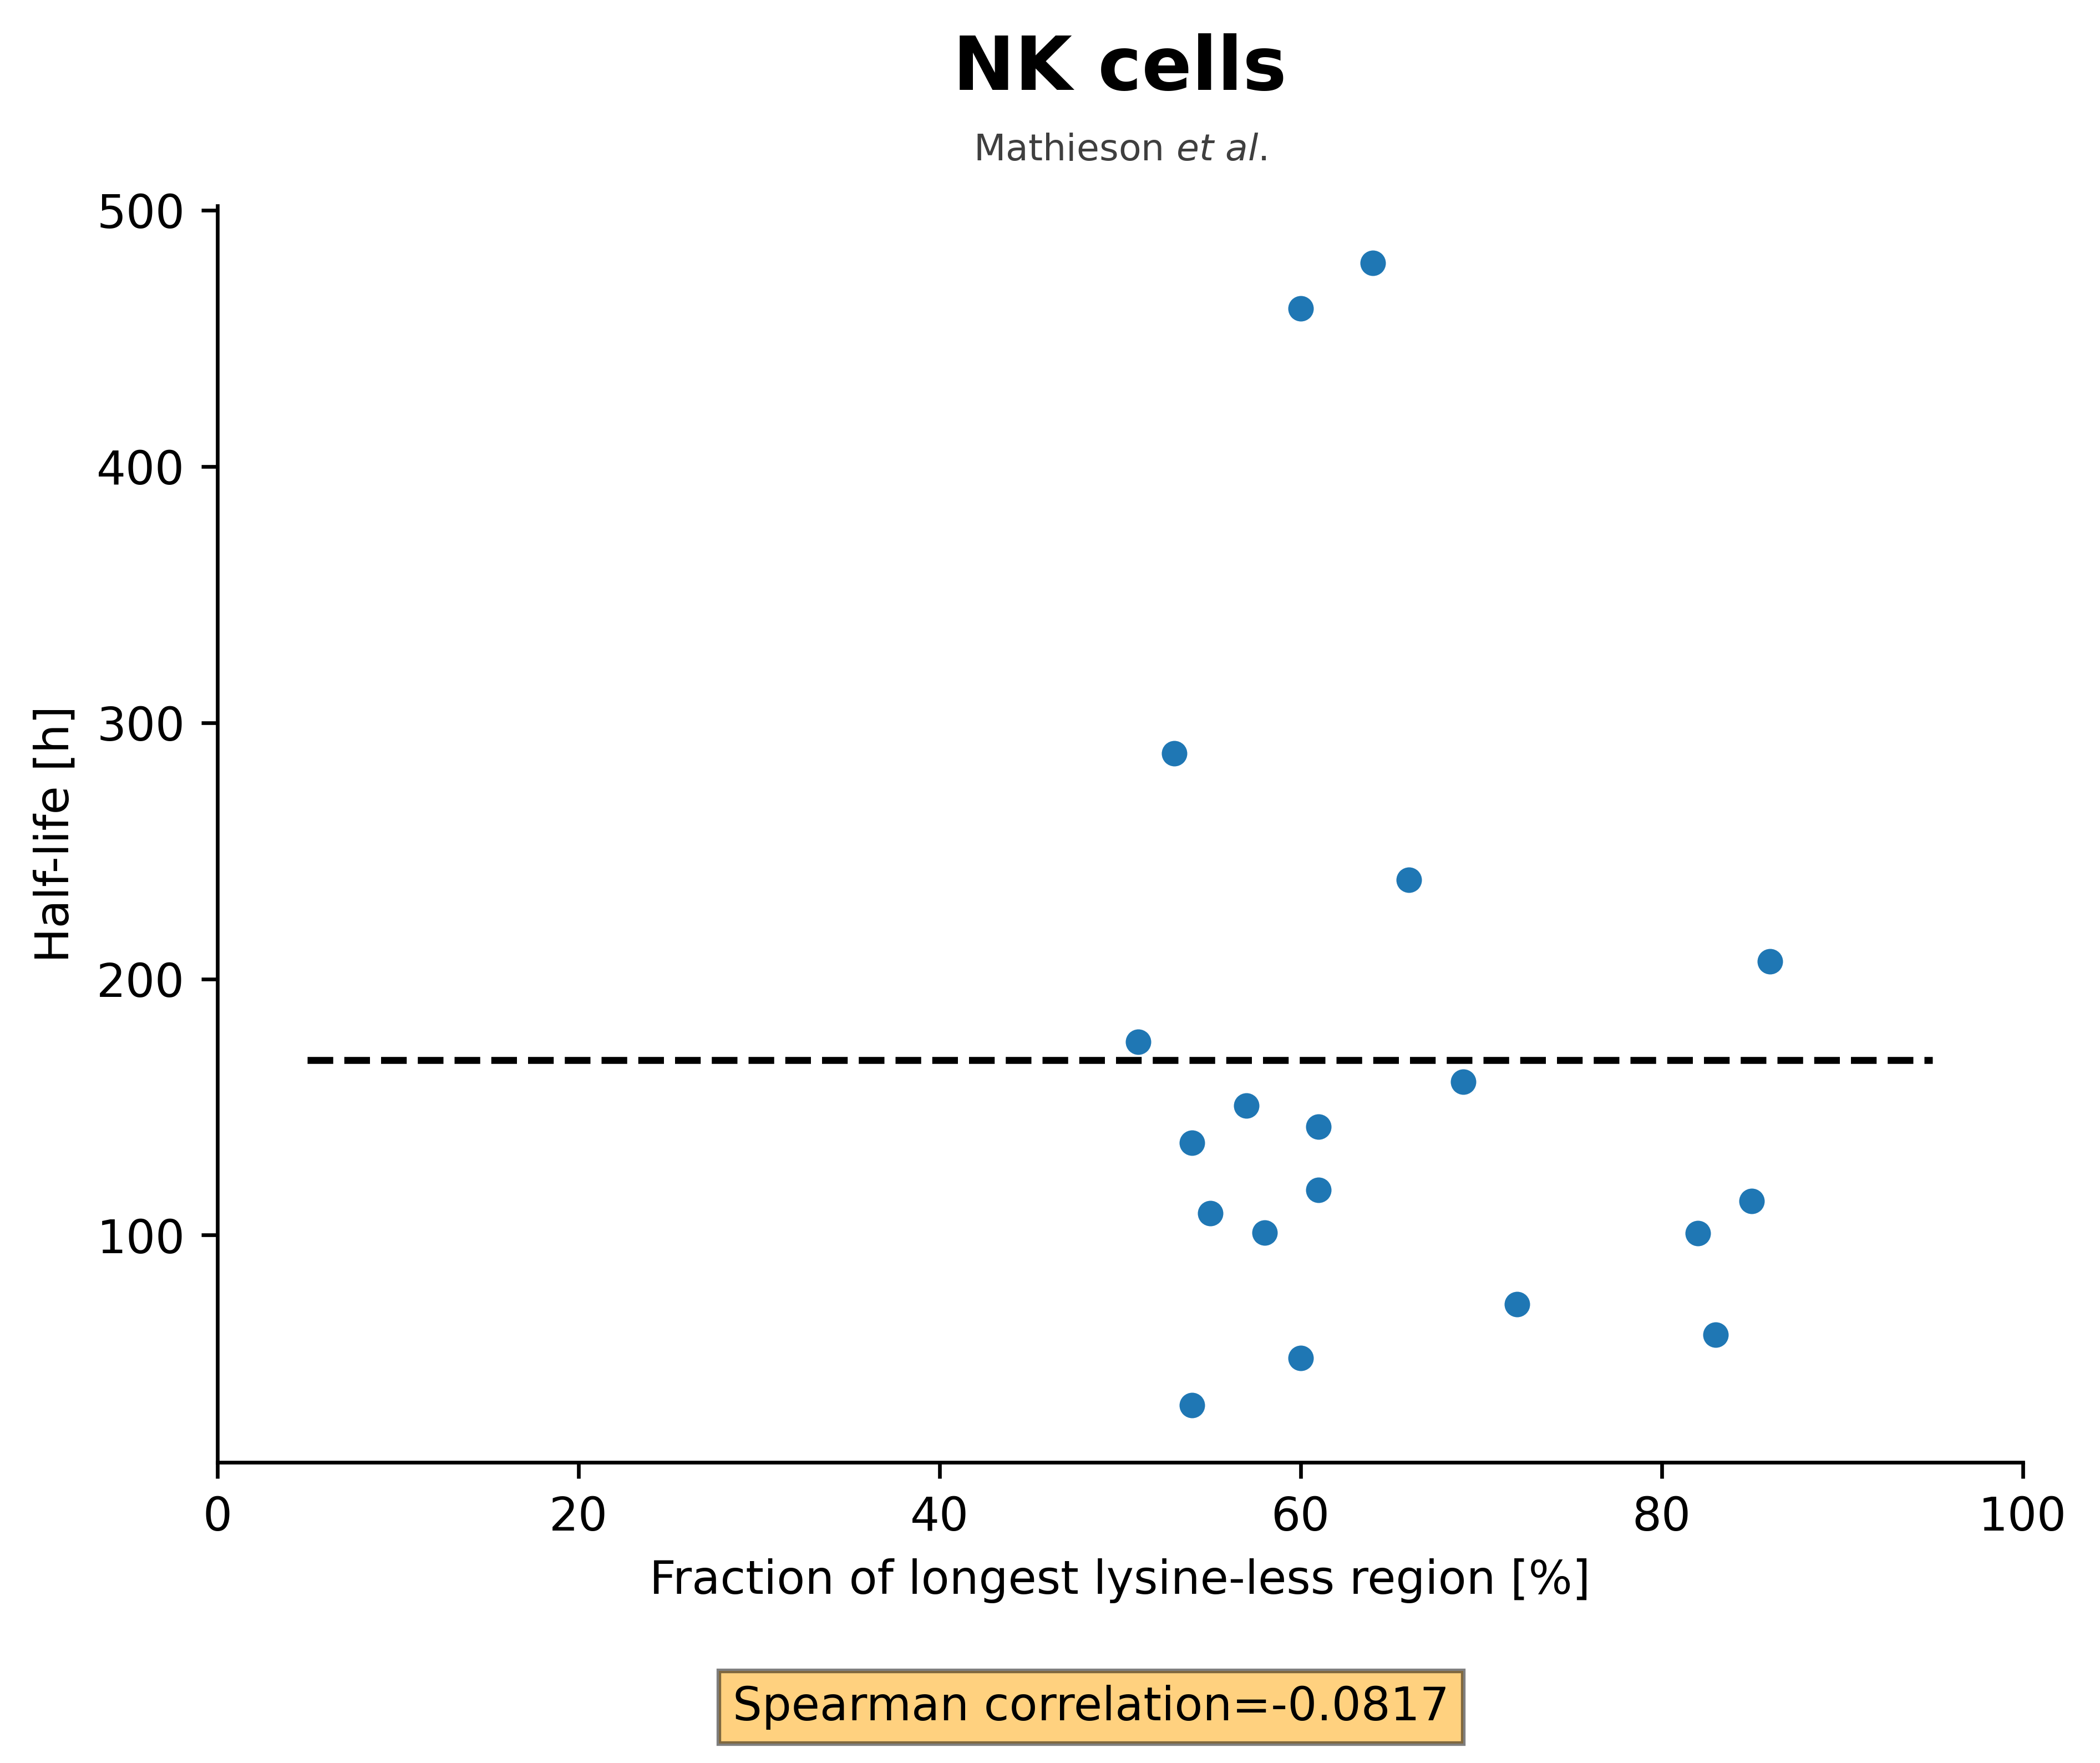 NK cells
Mathieson et al.
500
400
300
200
100
Half-life [h]
0 20 40 60 80 100
Fraction of longest lysine-less region [%]
Spearman correlation=-0.0817